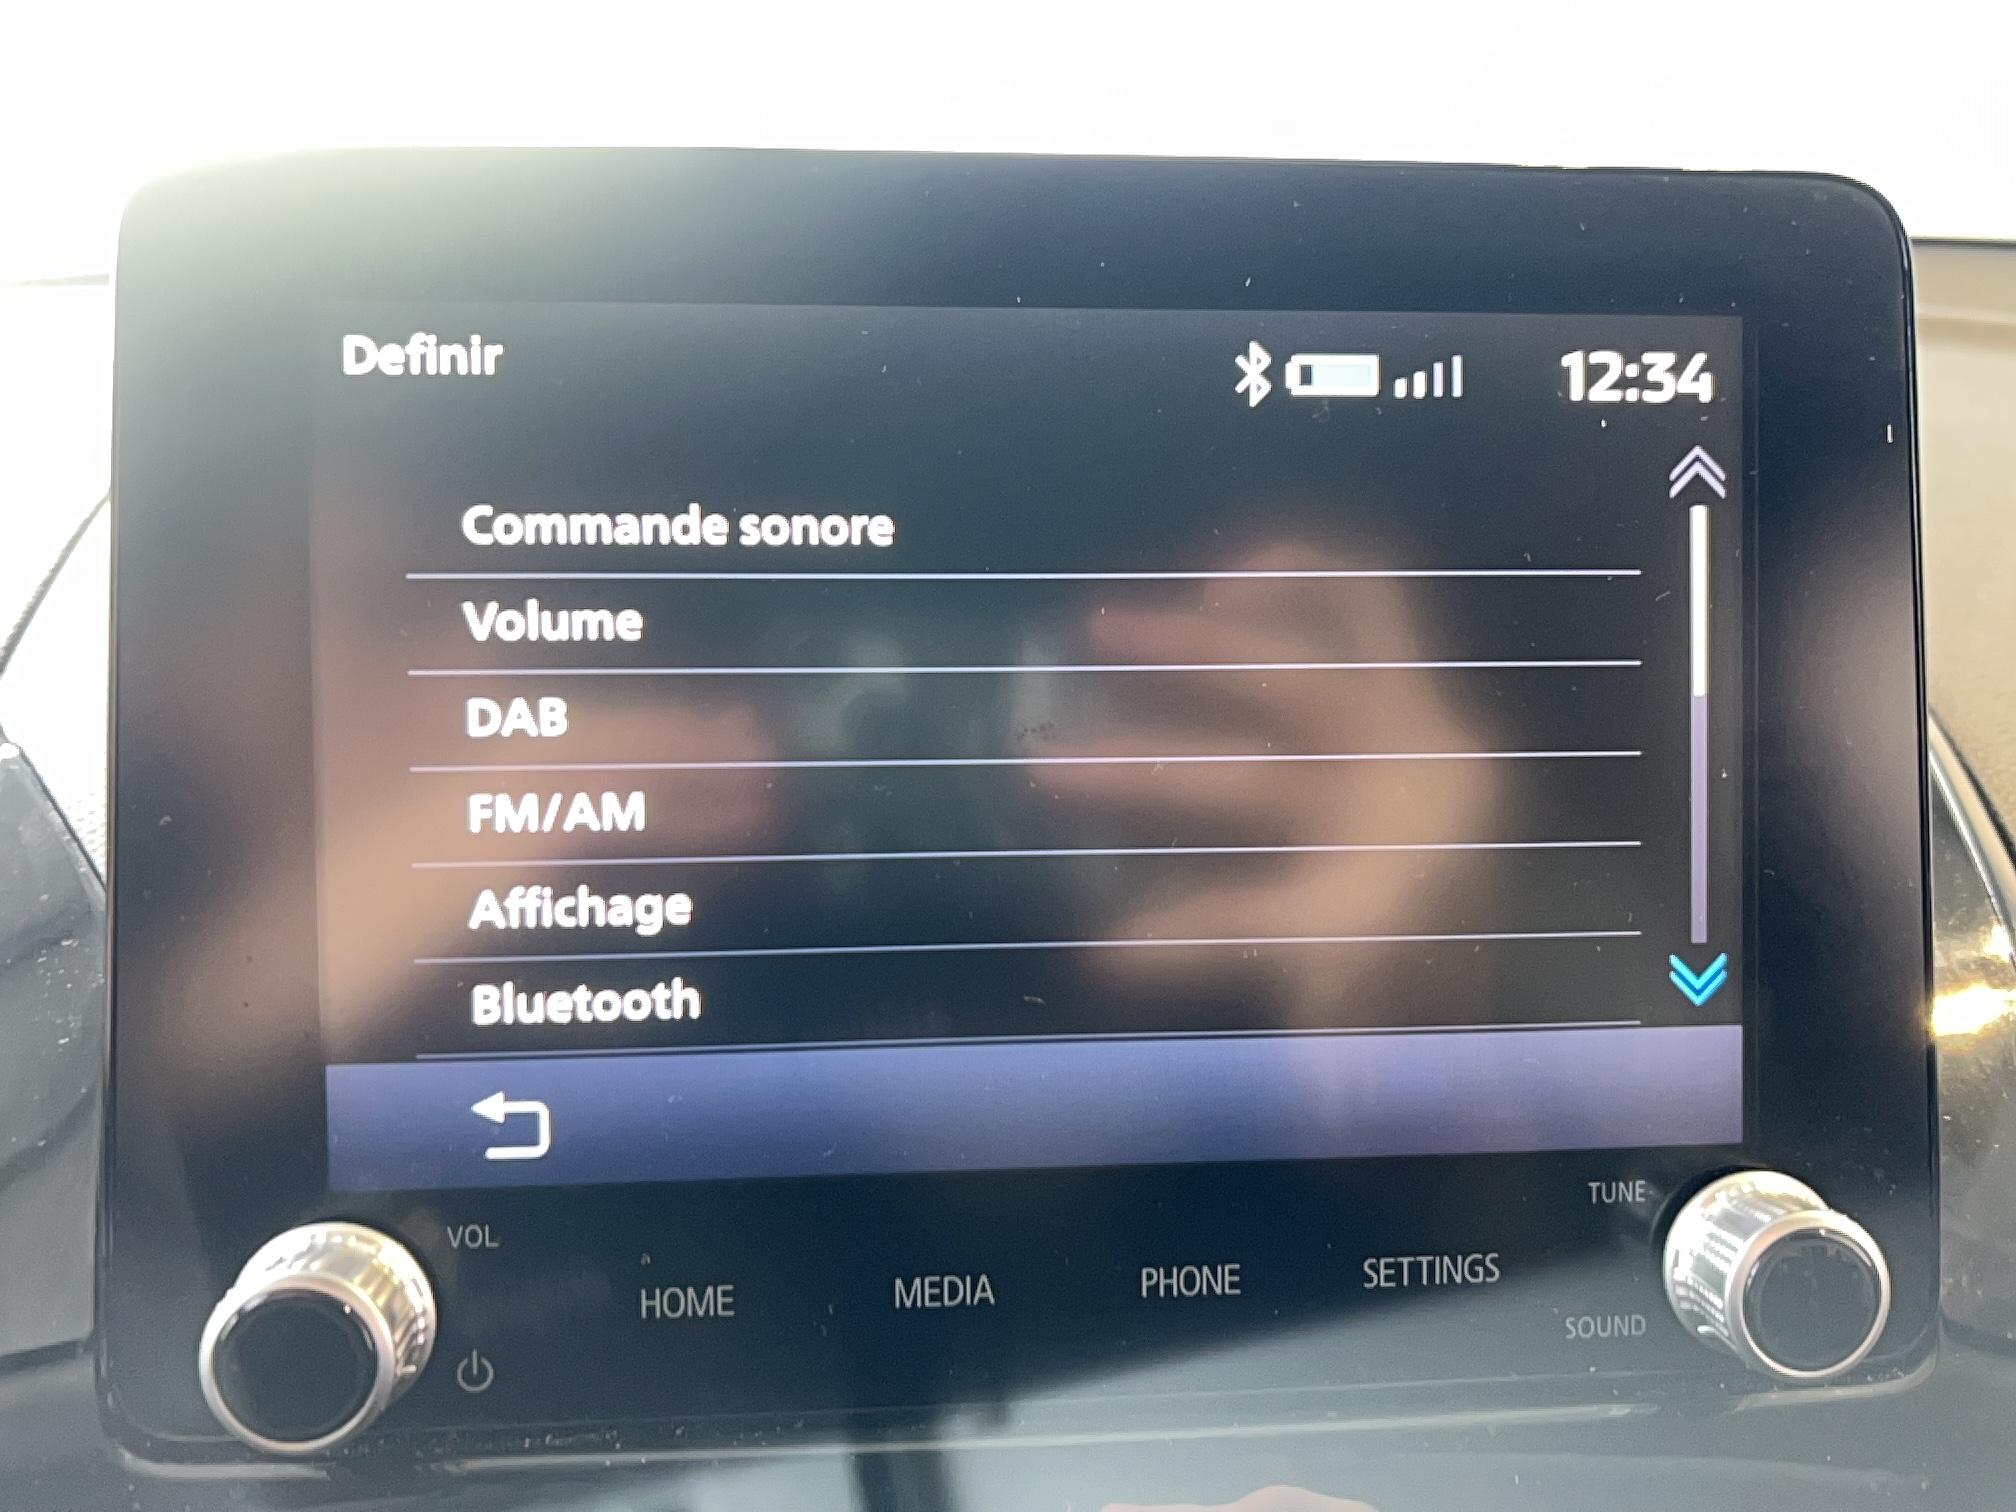 Definir
12:34
Commande sonore
Volume
DAB
FM/AM
Affichage
Bluetooth
VOL
HOME
MEDIA
PHONE
SETTINGS
TUNE
SOUND